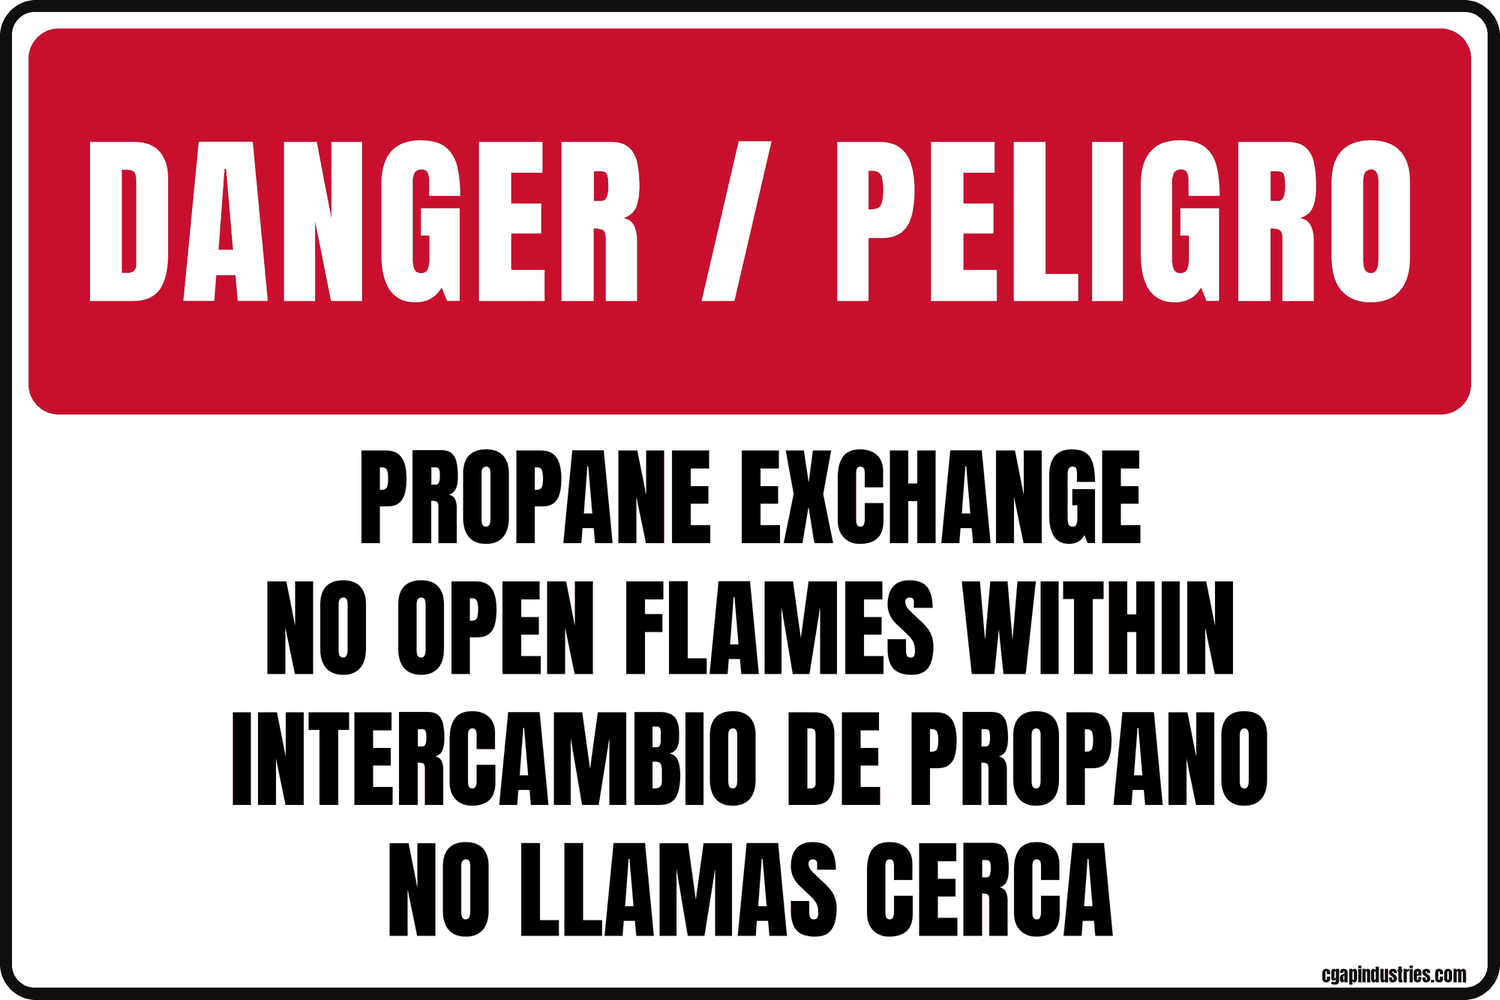 DANGER / PELIGRO
PROPANE EXCHANGE
NO OPEN FLAMES WITHIN
INTERCAMBIO DE PROPANO
NO LLAMAS CERCA
cgapindustries.com